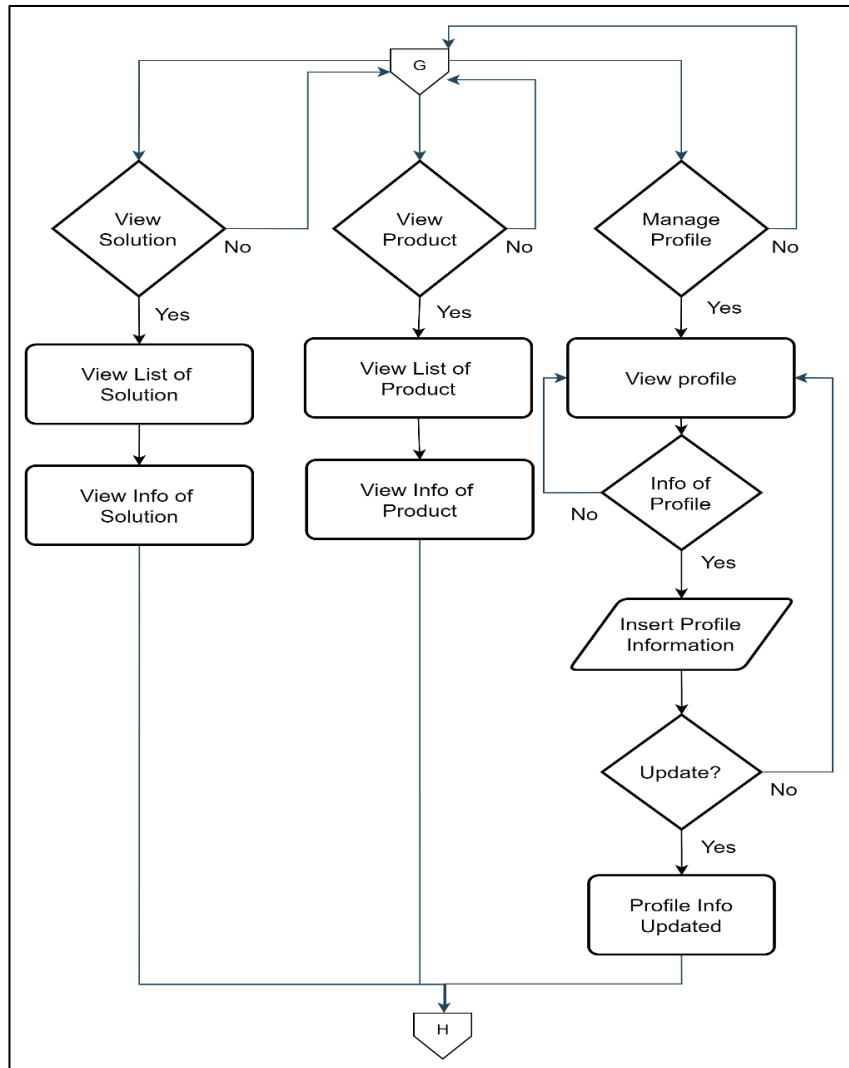 G
View
Solution
No
Yes
View List of
Solution
View Info of
Solution
View
Product
No
Yes
View List of
Product
View Info of
Product
Manage
Profile
No
Yes
View profile
Info of
Profile
No
Yes
Insert Profile
Information
Update?
No
Yes
Profile Info
Updated
H